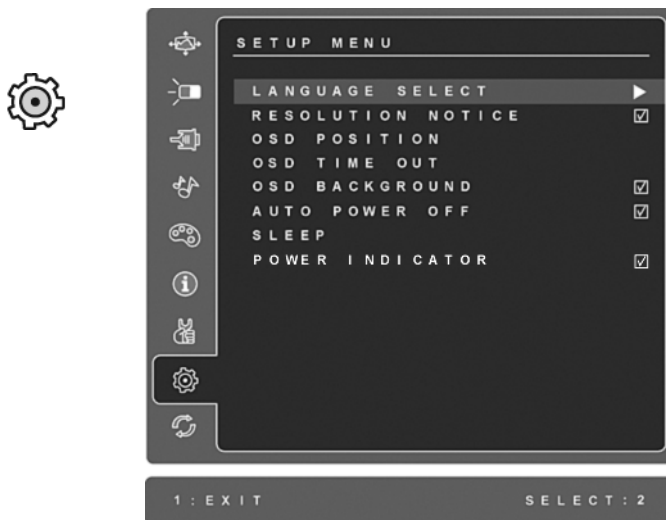 SETUP MENU
LANGUAGE SELECT
RESOLUTION NOTICE
OSD POSITION
OSD TIME OUT
OSD BACKGROUND
AUTO POWER OFF
SLEEP
POWER INDICATOR
1:EXIT SELECT:2